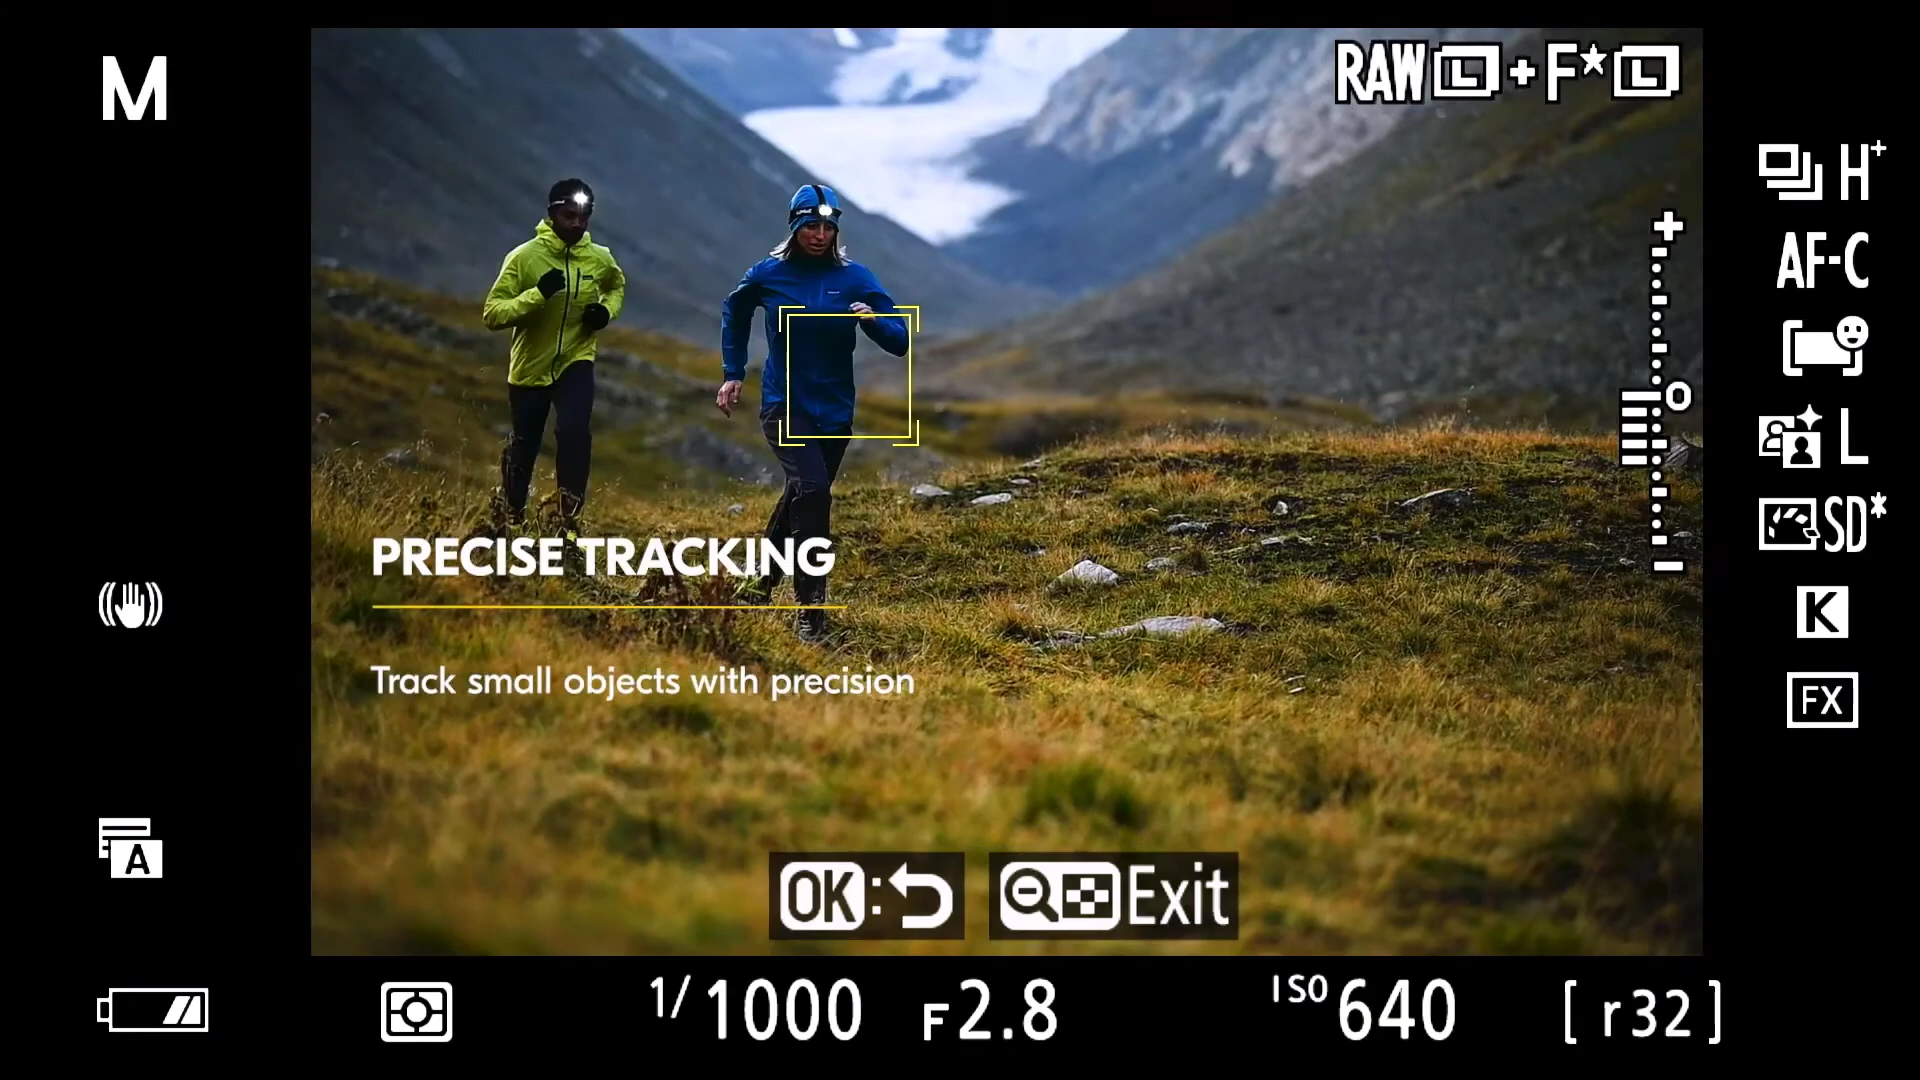 M
RAW L + F★ L
H+
AF-C
L
SD*
K
FX
A
PRECISE TRACKING
Track small objects with precision
OK:
Exit
1/1000 F2.8 ISO 640 [ r32 ]